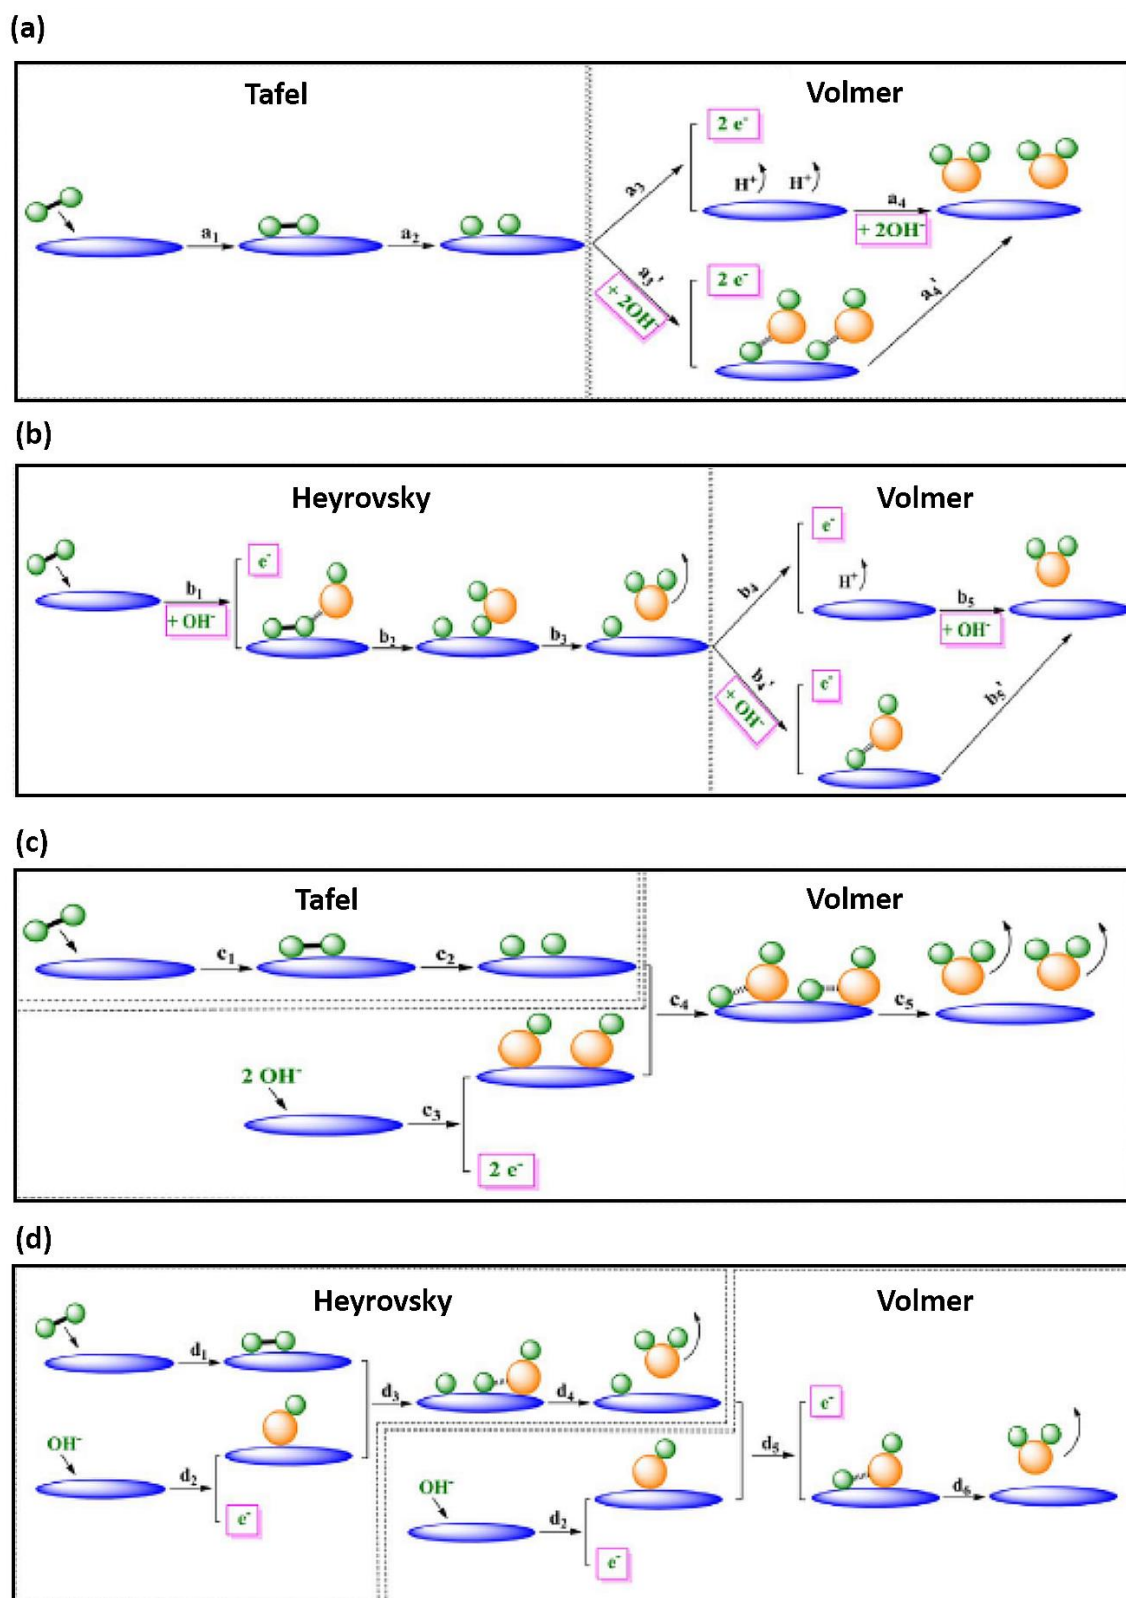 (a)
Tafel
Volmer
2 e⁻
H⁺ H⁺
a₁
a₂
a₃
a₄
+ 2OH⁻
a₃'
+ 2OH⁻
2 e⁻
a₄'
(b)
Heyrovsky
Volmer
e⁻
b₁
+ OH⁻
b₂
b₃
b₄
e⁻
H⁺
b₅
+ OH⁻
b₄'
+ OH⁻
e⁻
b₅'
(c)
Tafel
Volmer
c₁
c₂
c₄
c₅
2 OH⁻
c₃
2 e⁻
(d)
Heyrovsky
Volmer
d₁
d₃
d₄
OH⁻
d₂
e⁻
OH⁻
d₂
e⁻
d₅
e⁻
d₆